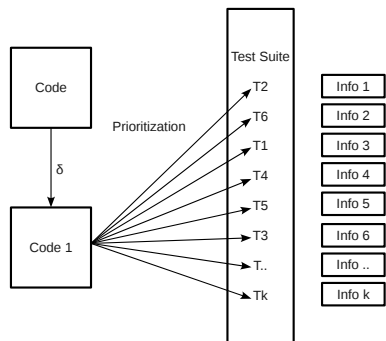 Test Suite
Code
Prioritization
δ
Code 1
T2
T6
T1
T4
T5
T3
T..
Tk
Info 1
Info 2
Info 3
Info 4
Info 5
Info 6
Info ..
Info k